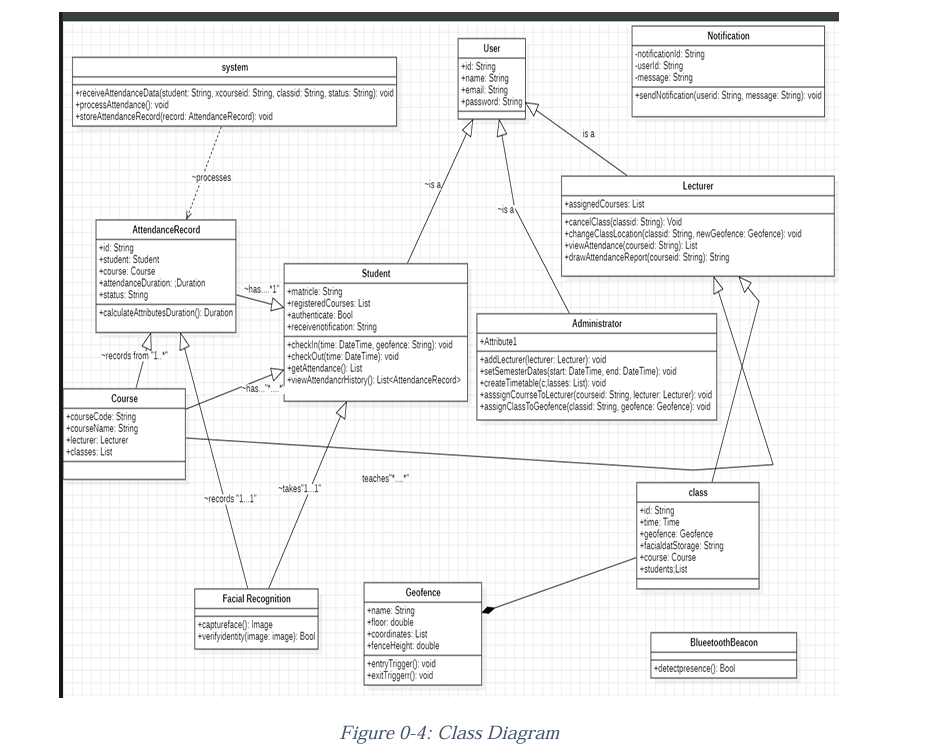 system
+receiveAttendanceData(student: String, xcourseid: String, classid: String, status: String): void
+processAttendance(): void
+storeAttendanceRecord(record: AttendanceRecord): void
User
+id: String
+name: String
+email: String
+password: String
Notification
-notificationId: String
-userId: String
-message: String
+sendNotification(userid: String, message: String): void
is a
~processes
~is a
~is a
Lecturer
+assignedCourses: List
+cancelClass(classid: String): Void
+changeClassLocation(classid: String, newGeofence: Geofence): void
+viewAttendance(courseid: String): List
+drawAttendanceReport(courseid: String): String
AttendanceRecord
+id: String
+student: Student
+course: Course
+attendanceDuration: ;Duration
+status: String
+calculateAttributesDuration(): Duration
~has....*1"
Student
+matricle: String
+registeredCourses: List
+authenticate: Bool
+receivenotification: String
+checkIn(time: DateTime, geofence: String): void
+checkOut(time: DateTime): void
+getAttendance(): List
+viewAttendancrHistory(): List<AttendanceRecord>
Administrator
+Attribute1
+addLecturer(lecturer: Lecturer): void
+setSemesterDates(start: DateTime, end: DateTime): void
+createTimetable(c;lasses: List): void
+asssignCourrseToLecturer(courseid: String, lecturer: Lecturer): void
+assignClassToGeofence(classid: String, geofence: Geofence): void
~records from "1..*"
~has..."*....*"
Course
+courseCode: String
+courseName: String
+lecturer: Lecturer
+classes: List
~records "1...1"
~takes"1...1"
teaches"*....*"
class
+id: String
+time: Time
+geofence: Geofence
+facialdatStorage: String
+course: Course
+students;List
Facial Recognition
+captureface(): Image
+verifyidentity(image: image): Bool
Geofence
+name: String
+floor: double
+coordinates: List
+fenceHeight: double
+entryTrigger(): void
+exitTriggerr(): void
BlueetoothBeacon
+detectpresence(): Bool
Figure 0-4: Class Diagram